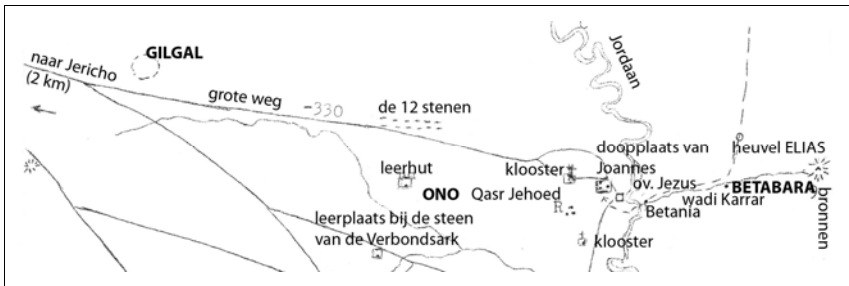 GILGAL
naar Jericho
(2 km)
grote weg
-330
de 12 stenen
Jordaan
doopplaats van
Joannes
heuvel ELIAS
leerhut
klooster
ONO
Qasr Jehoed
R
ov. Jezus
BETABARA
wadi Karrar
Betania
bronnen
leerplaats bij de steen
van de Verbondsark
klooster